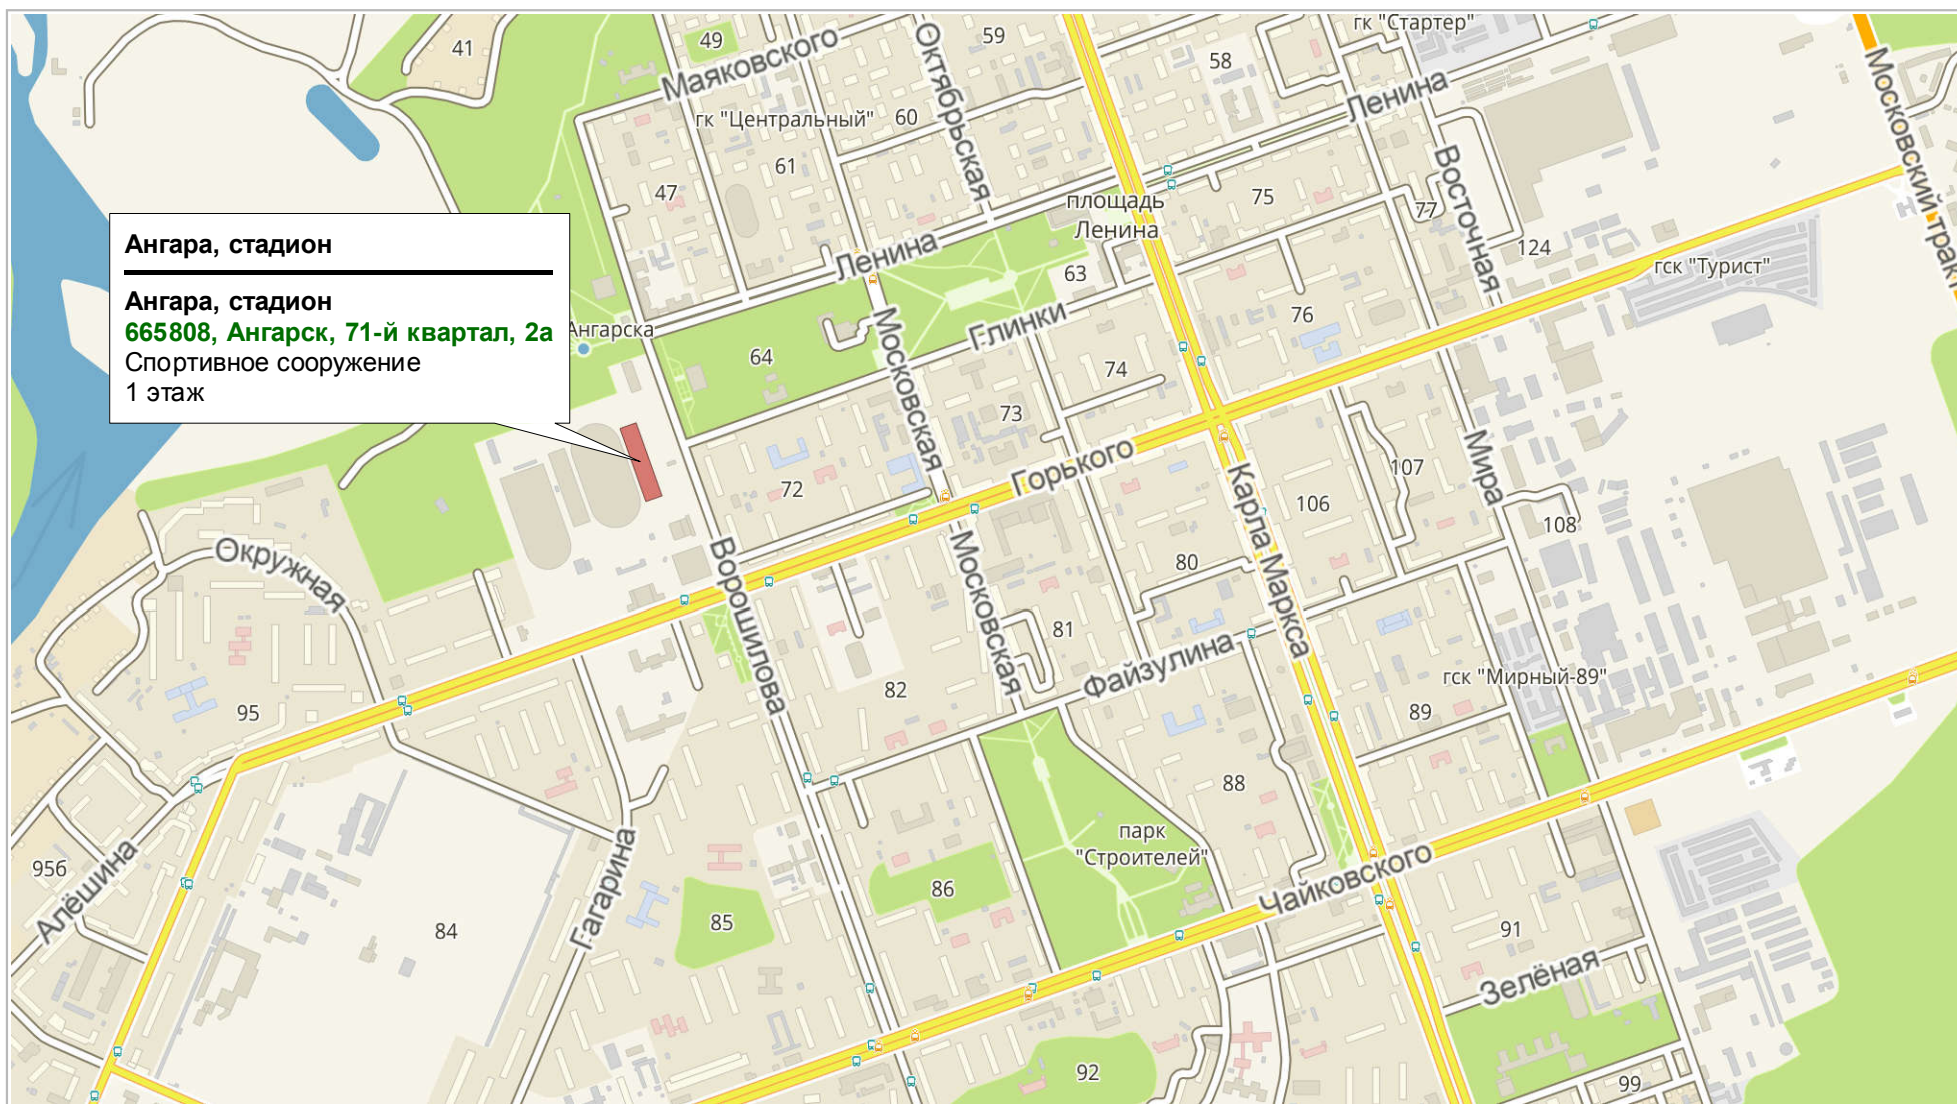 гк "Стартер"
41
49
Маяковского
Октябрьская
59
58
Ленина
Московский тракт
гк "Центральный"
60
61
47
Восточная
площадь
Ленина
75
77
124
гск "Турист"
Ангара, стадион
Ангара, стадион
665808, Ангарск, 71-й квартал, 2а
Спортивное сооружение
1 этаж
Ангарска
Ленина
63
64
Московская
Глинки
76
74
73
72
Горького
Мира
107
106
108
Карла Маркса
Окружная
Ворошилова
Московская
80
81
Файзулина
82
95
гск "Мирный-89"
89
88
парк
"Строителей"
Чайковского
956
Алёшина
84
Гагарина
85
86
91
Зелёная
92
99